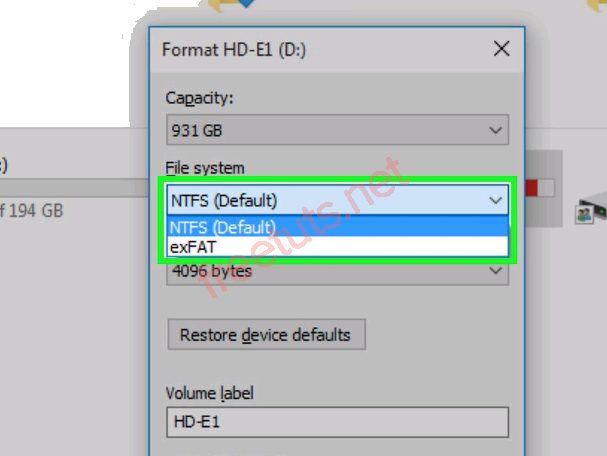 Format HD-E1 (D:)
Capacity:
931 GB
:)
File system
NTFS (Default)
f 194 GB
NTFS (Default)
exFAT
4096 bytes
Restore device defaults
Volume label
HD-E1
freetuts.net